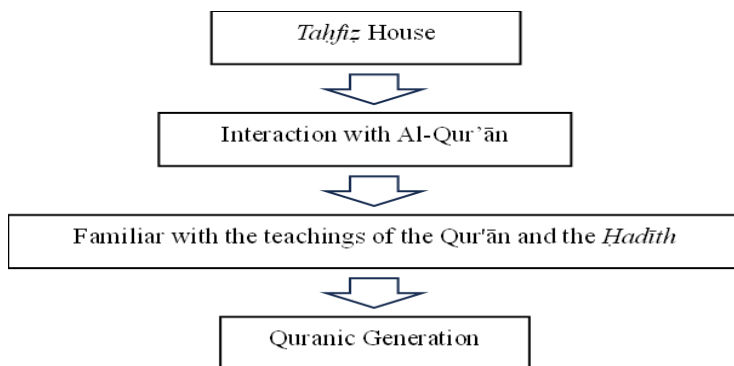 Taḥfiẓ House
Interaction with Al-Qur`ān
Familiar with the teachings of the Qur'ān and the Ḥadīth
Quranic Generation